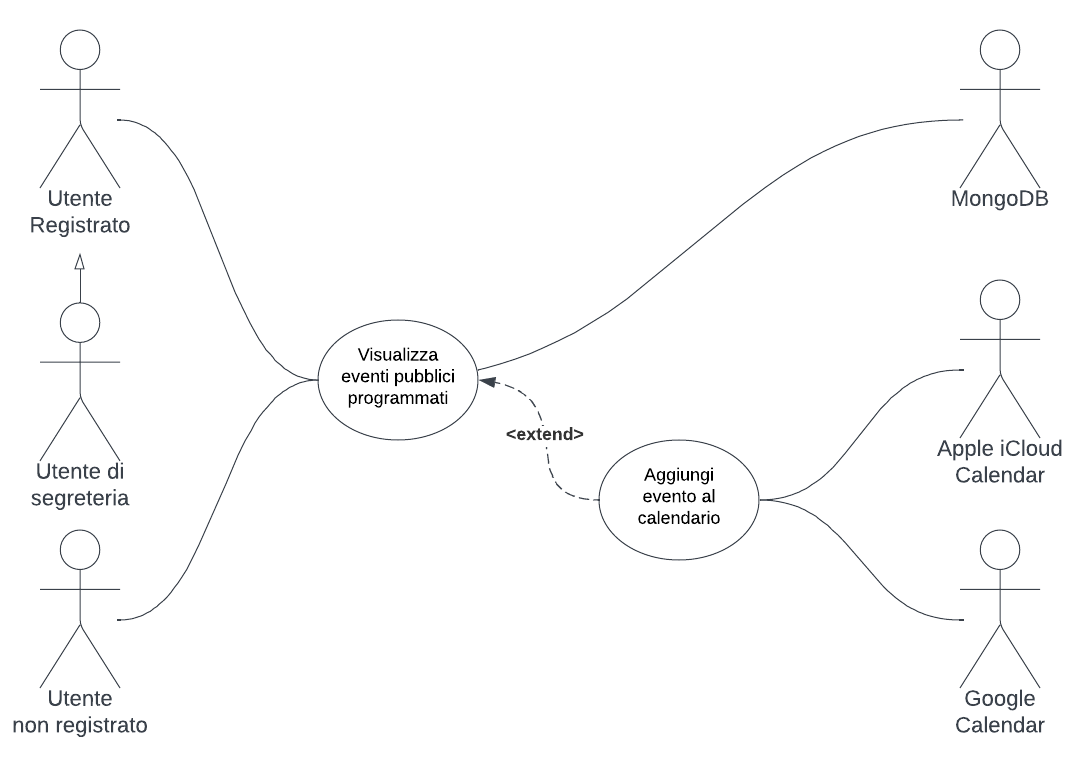 Utente
Registrato
MongoDB
Visualizza
eventi pubblici
programmati
<extend>
Utente di
segreteria
Aggiungi
evento al
calendario
Apple iCloud
Calendar
Utente
non registrato
Google
Calendar